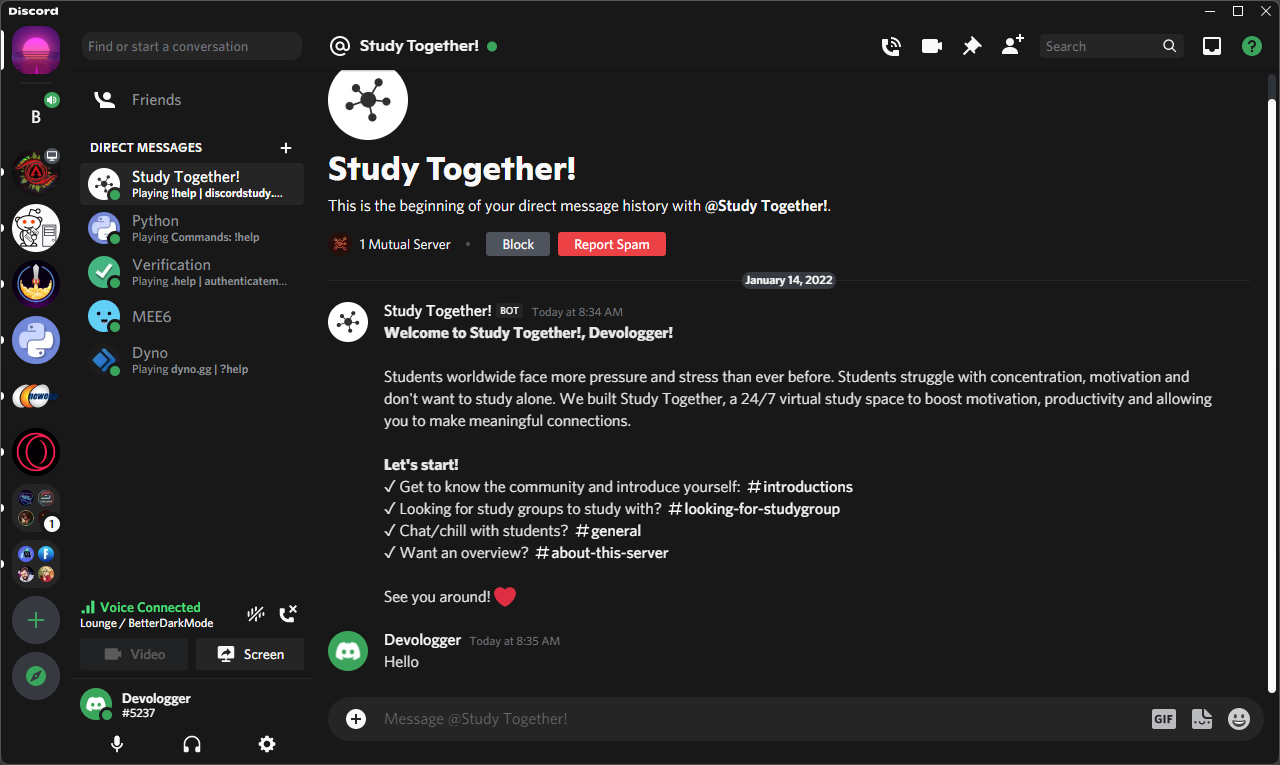 Discord
Find or start a conversation
Study Together!
Search
?
B
Friends
DIRECT MESSAGES
Study Together!
Playing !help | discordstudy....
Python
Playing Commands: !help
Verification
Playing .help | authenticatem...
MEE6
Dyno
Playing dyno.gg | ?help
1
Voice Connected
Lounge / BetterDarkMode
Video
Screen
Devologger
#5237
Study Together!
This is the beginning of your direct message history with @Study Together!.
1 Mutual Server • Block Report Spam
January 14, 2022
Study Together! BOT Today at 8:34 AM
Welcome to Study Together!, Devologger!
Students worldwide face more pressure and stress than ever before. Students struggle with concentration, motivation and
don't want to study alone. We built Study Together, a 24/7 virtual study space to boost motivation, productivity and allowing
you to make meaningful connections.
Let's start!
✓ Get to know the community and introduce yourself: #introductions
✓ Looking for study groups to study with? #looking-for-studygroup
✓ Chat/chill with students? #general
✓ Want an overview? #about-this-server
See you around! ❤️
Devologger Today at 8:35 AM
Hello
Message @Study Together!
GIF